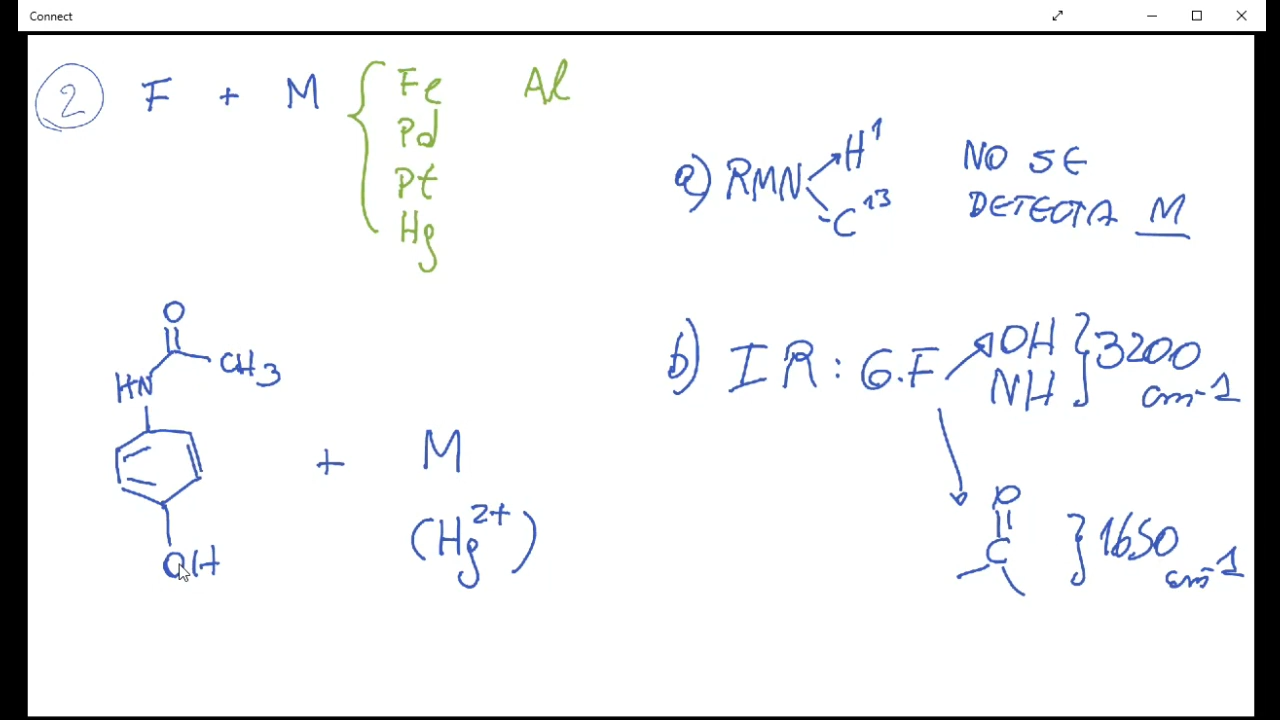 Connect
2 F + M { Fe Al
Pd
Pt
Hg
a) RMN H¹
C¹³
NO SE
DETECTA M
O
CH3
HN
OH
+ M
(Hg²⁺)
b) IR: G.F OH } 3200
NH cm-1
O
C } 1650
cm-1